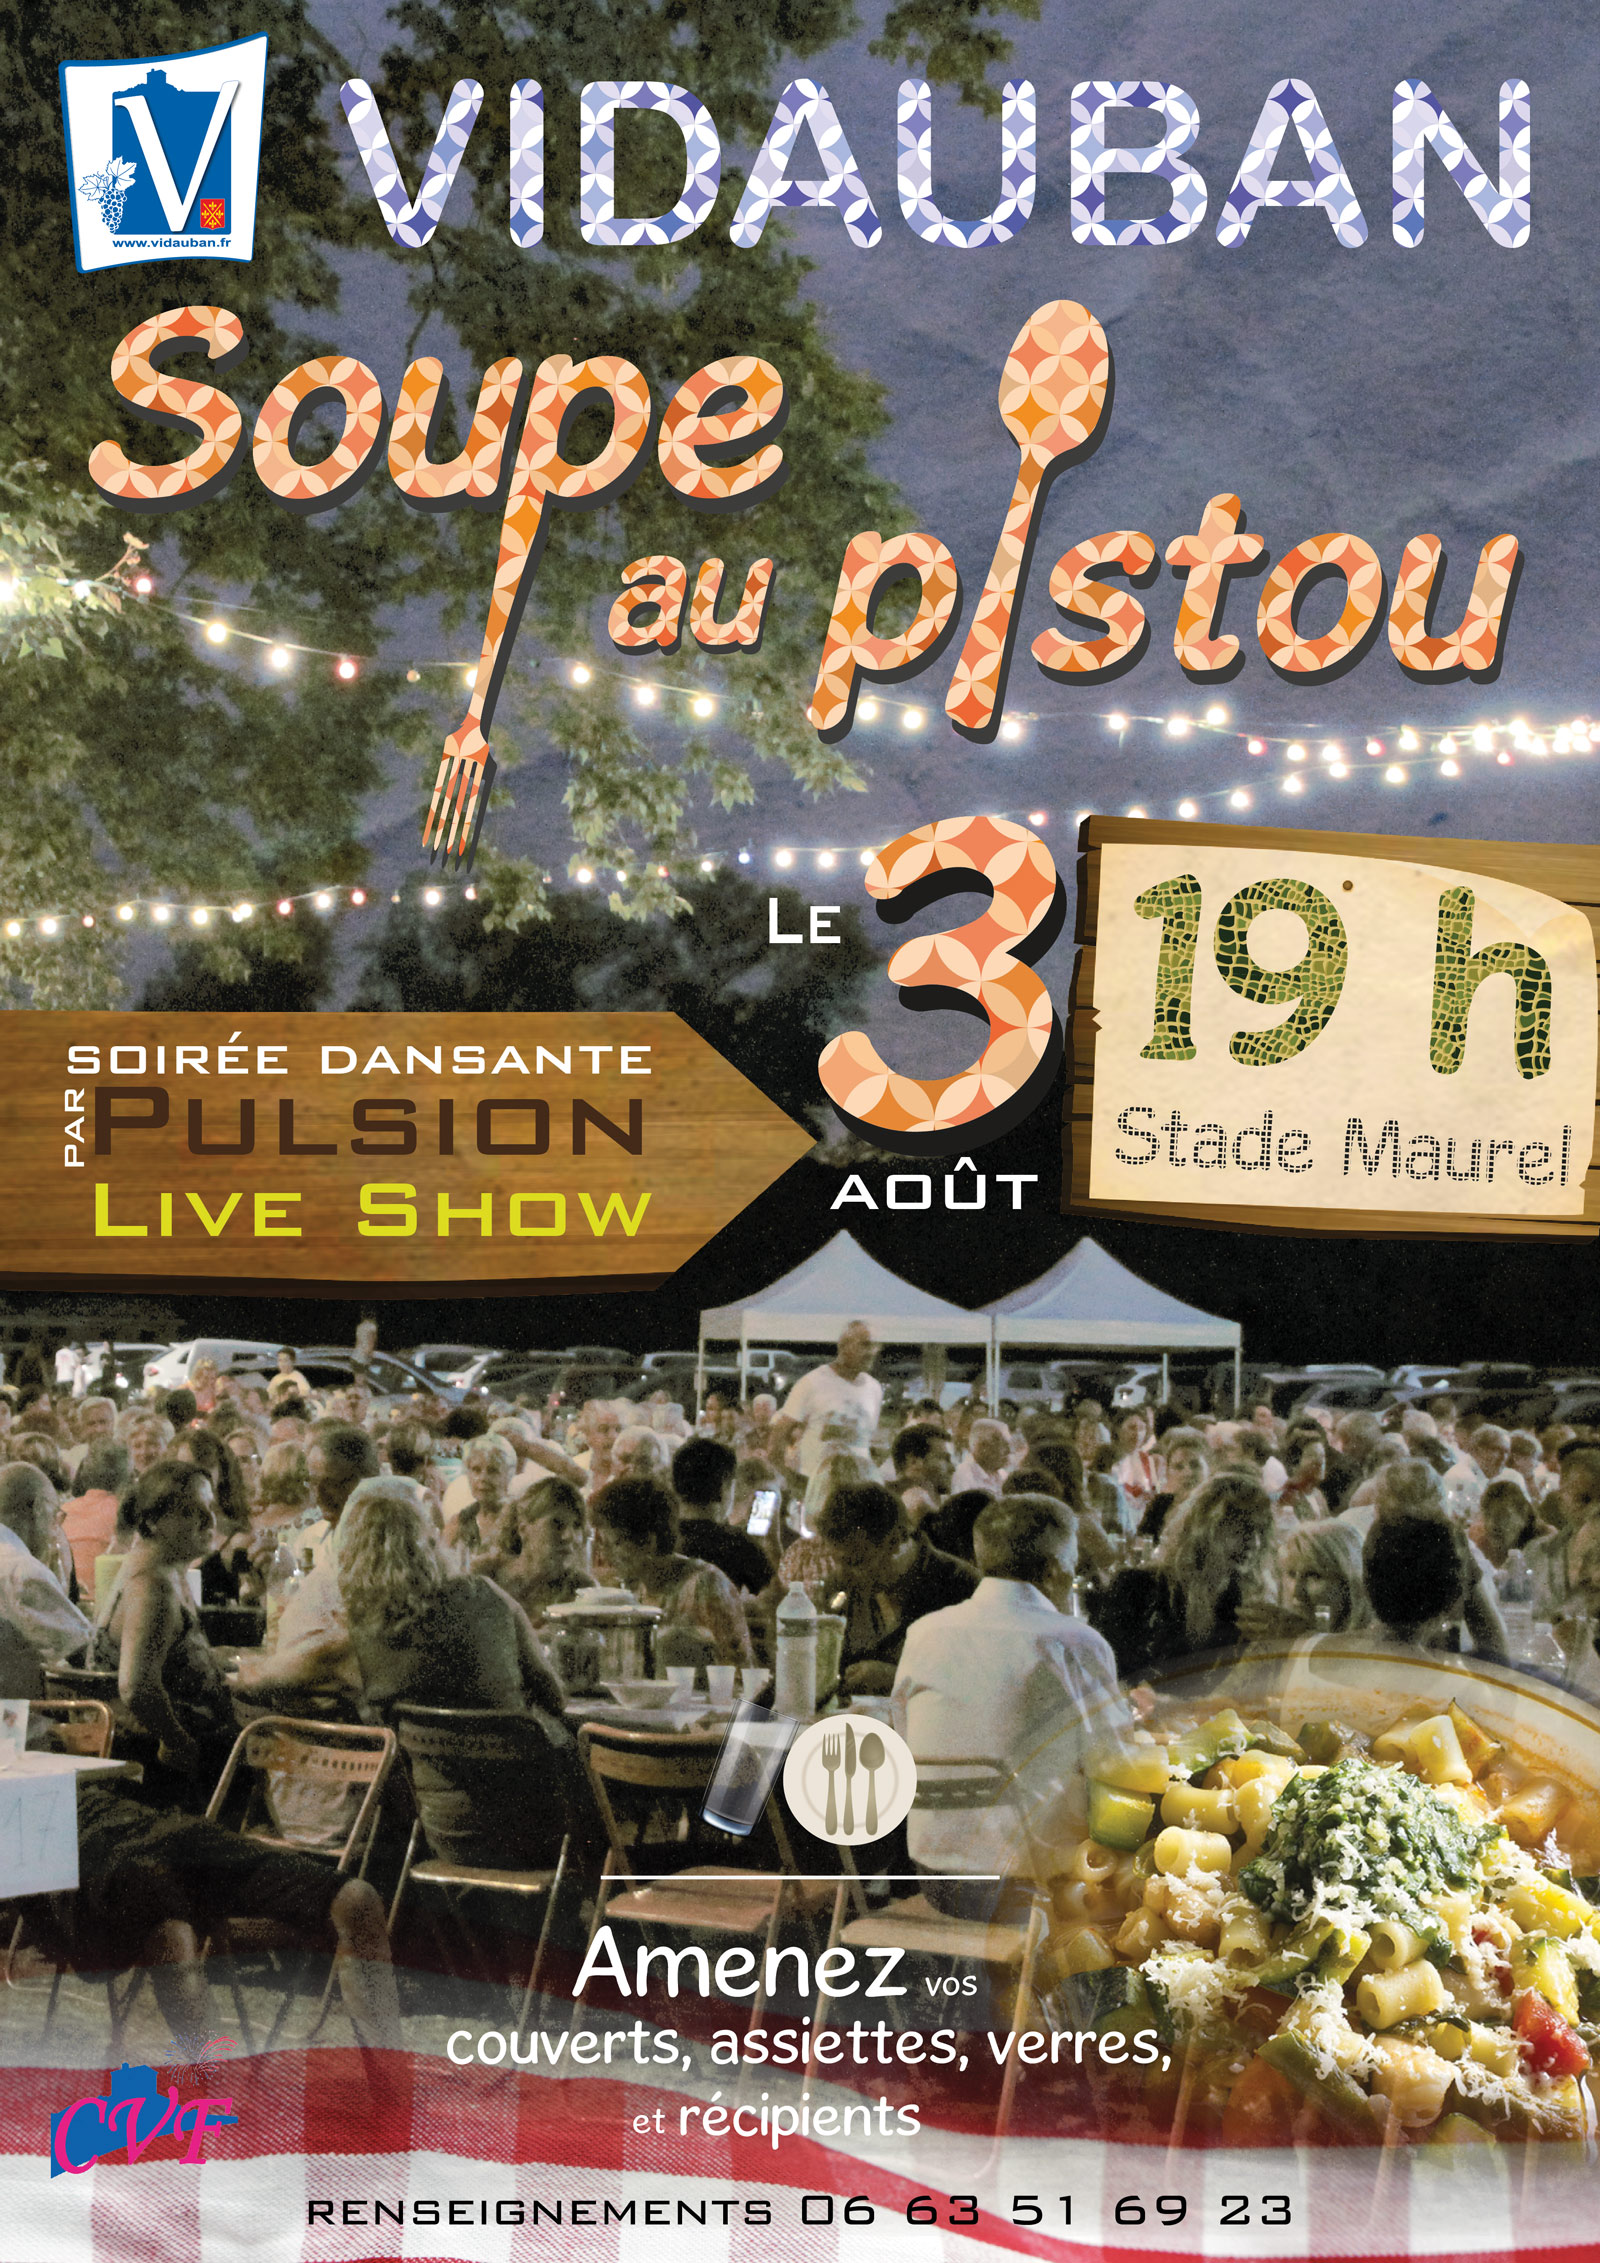 V
www.vidauban.fr
VIDAUBAN
Soupe
au pistou
LE 3
AOÛT
19 h
Stade Maurel
SOIRÉE DANSANTE
PAR PULSION
LIVE SHOW
17
Amenez vos
couverts, assiettes, verres,
et récipients
CVF
RENSEIGNEMENTS 06 63 51 69 23